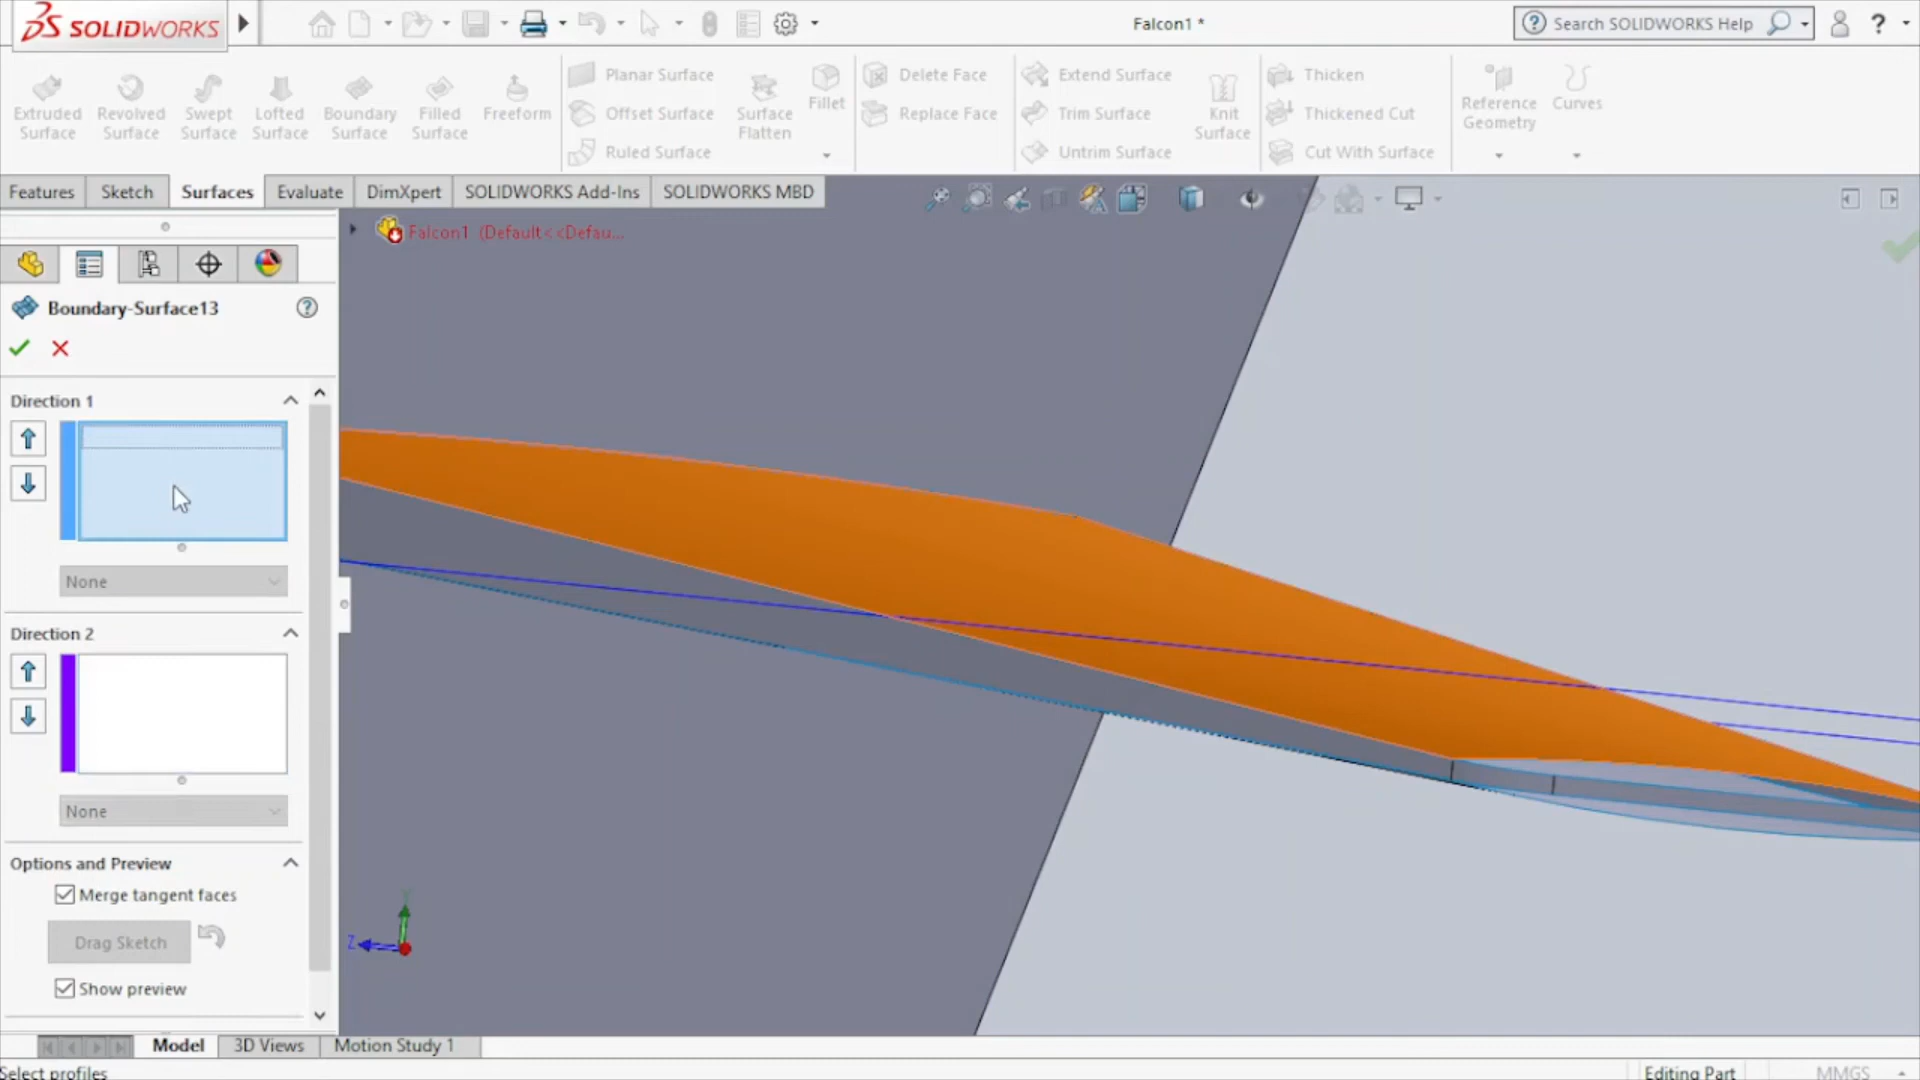 SOLIDWORKS
Falcon1 *
Search SOLIDWORKS Help
?
Extruded Surface
Revolved Surface
Swept Surface
Lofted Surface
Boundary Surface
Filled Surface
Freeform
Planar Surface
Offset Surface
Ruled Surface
Surface Flatten
Fillet
Delete Face
Replace Face
Extend Surface
Trim Surface
Untrim Surface
Knit Surface
Thicken
Thickened Cut
Cut With Surface
Reference Geometry
Curves
Features
Sketch
Surfaces
Evaluate
DimXpert
SOLIDWORKS Add-Ins
SOLIDWORKS MBD
Falcon1 (Default<<Defau...
Boundary-Surface13
?
Direction 1
None
Direction 2
None
Options and Preview
Merge tangent faces
Drag Sketch
Show preview
Z
Model
3D Views
Motion Study 1
Select profiles
Editing Part
MMGS